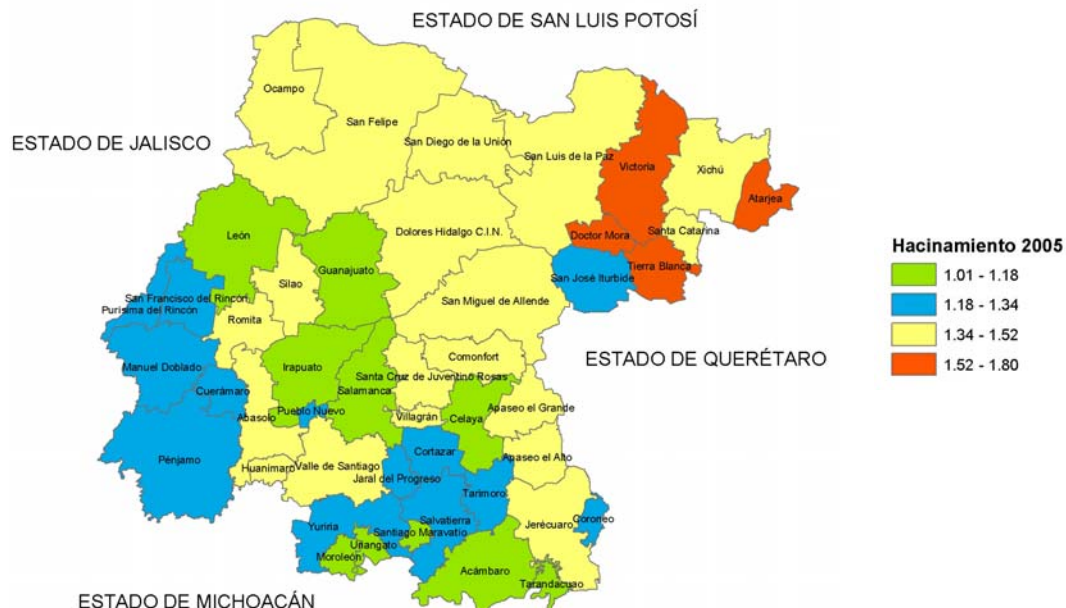 ESTADO DE SAN LUIS POTOSÍ
Ocampo
San Felipe
ESTADO DE JALISCO
San Diego de la Unión
San Luis de la Paz
Victoria
Xichú
Atarjea
León
Dolores Hidalgo C.I.N.
Doctor Mora
Santa Catarina
Guanajuato
Tierra Blanca
Silao
San José Iturbide
San Francisco del Rincón
Purísima del Rincón
San Miguel de Allende
Romita
Comonfort
ESTADO DE QUERÉTARO
Manuel Doblado
Irapuato
Santa Cruz de Juventino Rosas
Cuerámaro
Salamanca
Pueblo Nuevo
Abasolo
Villagrán
Celaya
Apaseo el Grande
Cortazar
Pénjamo
Huanimaro
Valle de Santiago
Apaseo el Alto
Jaral del Progreso
Tarimoro
Yuriria
Salvatierra
Jerécuaro
Coroneo
Santiago Maravatío
Uriangato
Moroleón
Acámbaro
Tarandacuao
ESTADO DE MICHOACÁN
Hacinamiento 2005
1.01 - 1.18
1.18 - 1.34
1.34 - 1.52
1.52 - 1.80